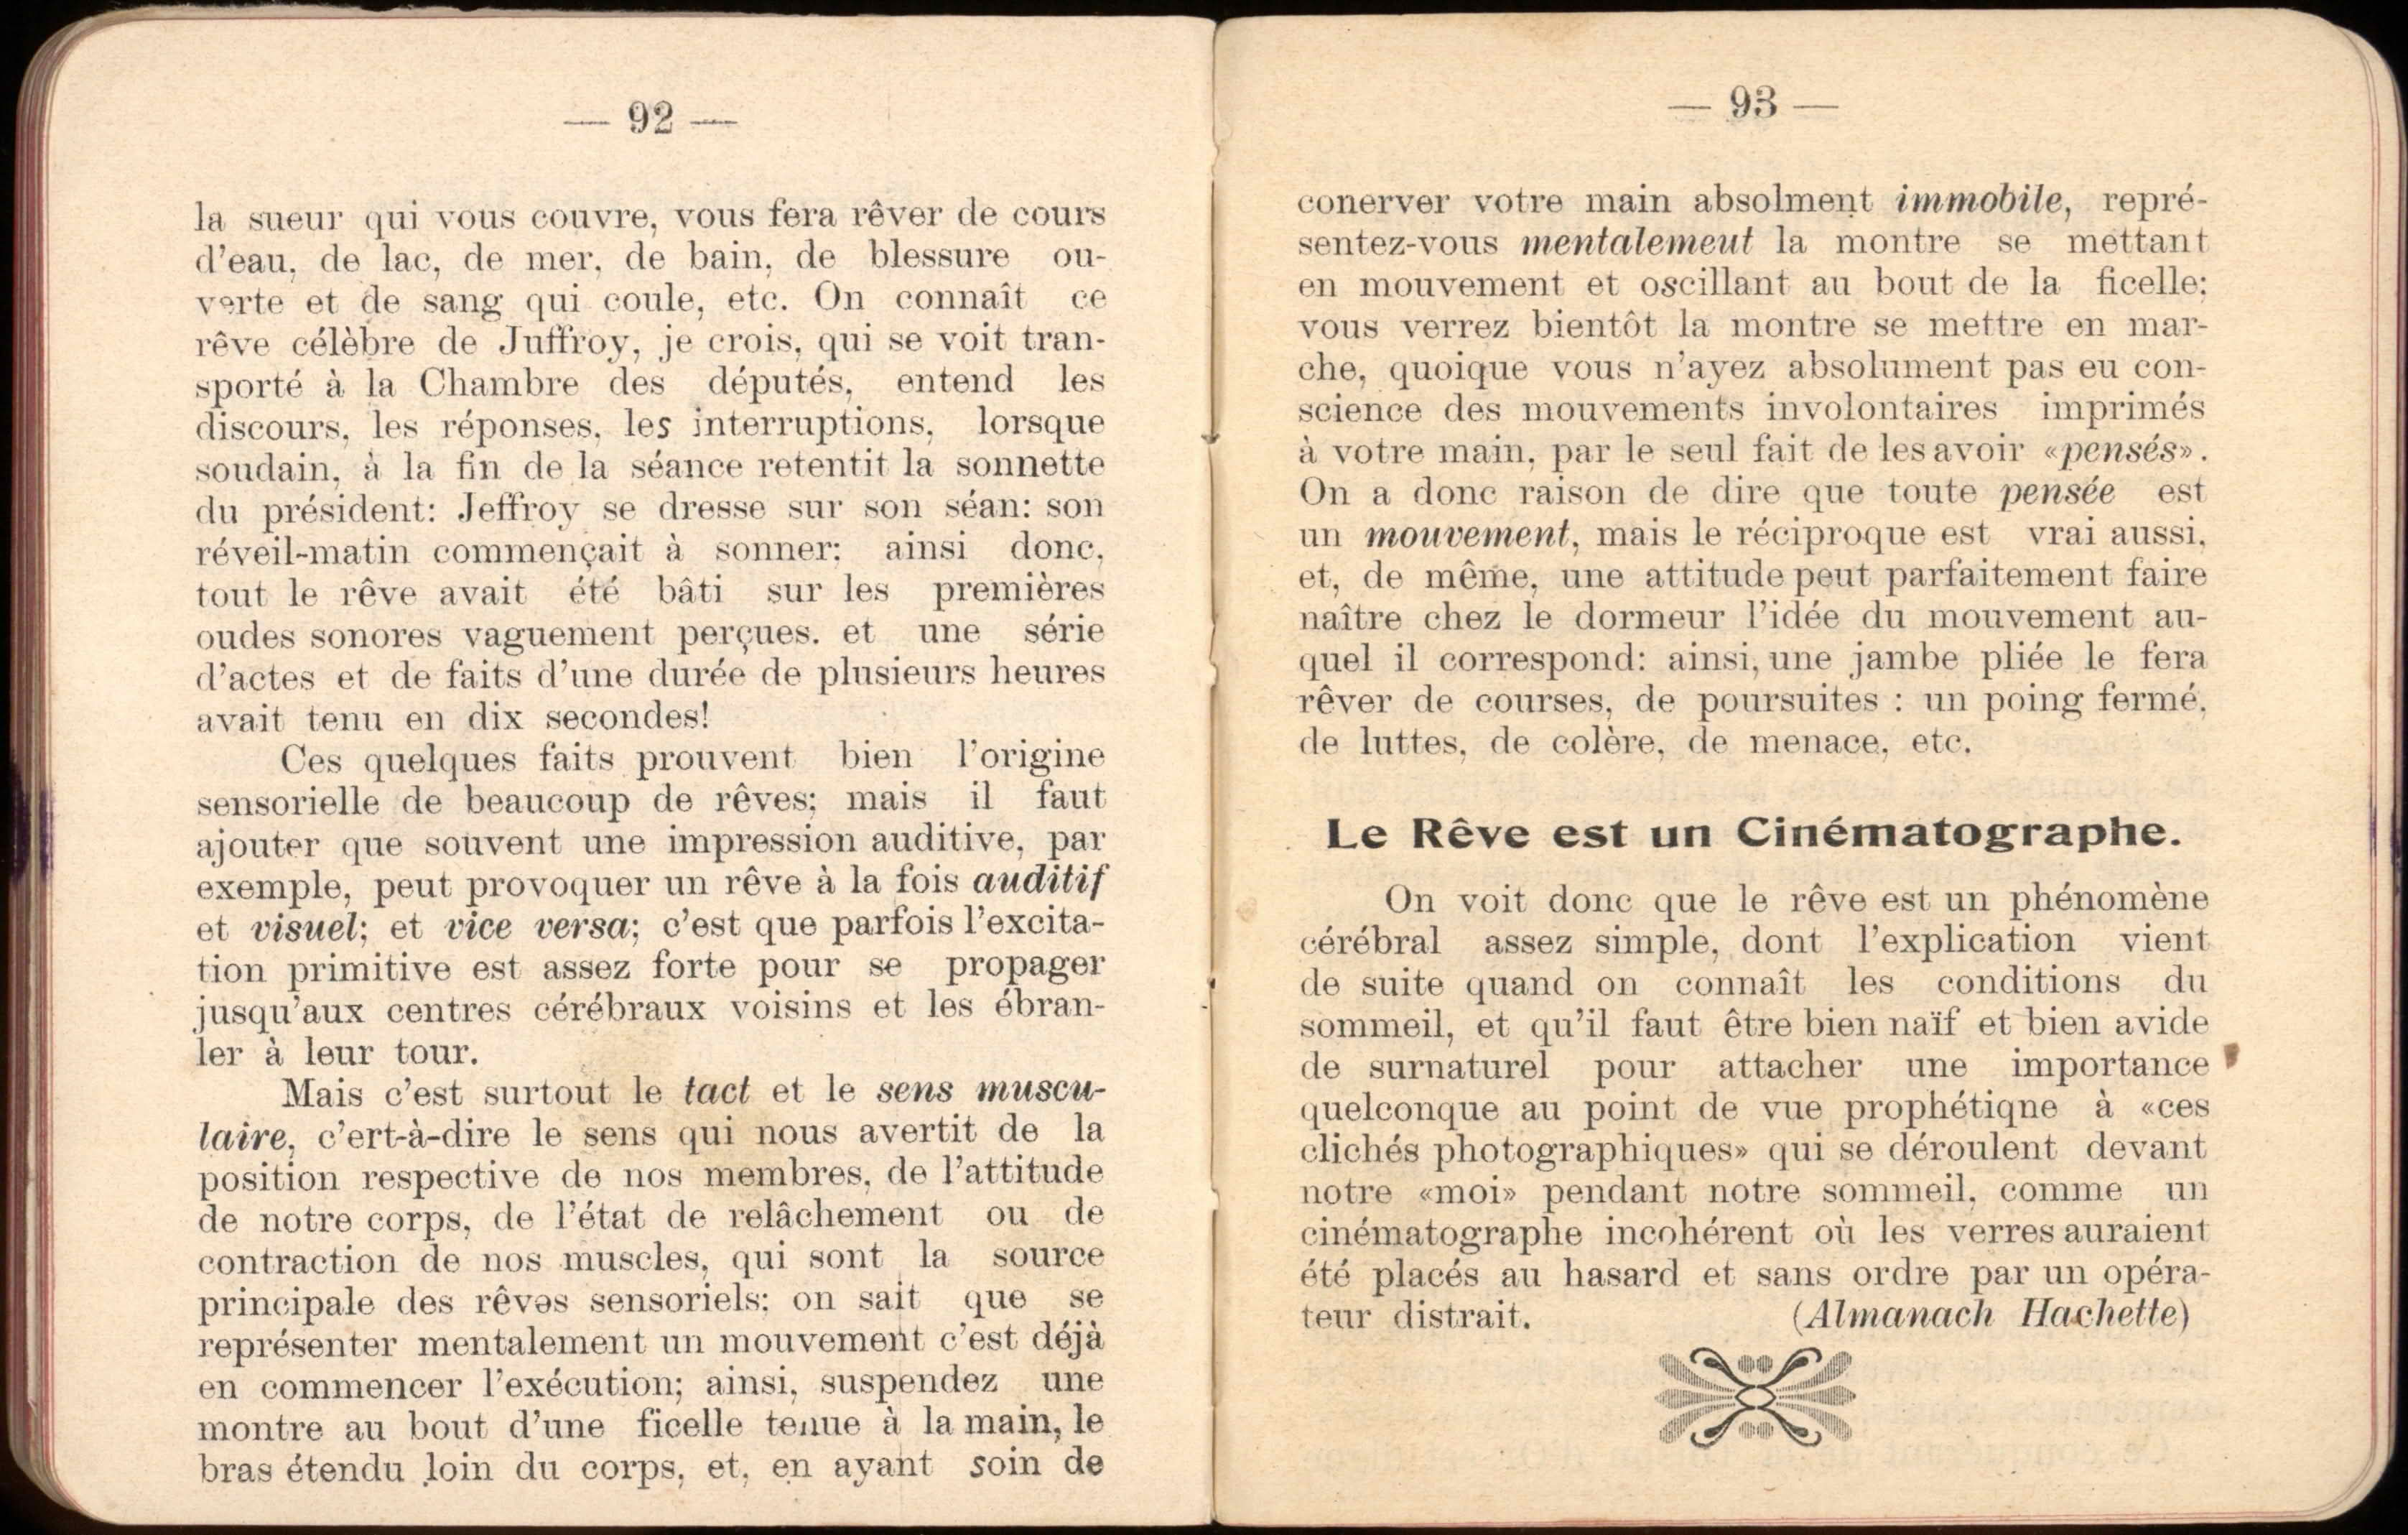 — 92 —
la sueur qui vous couvre, vous fera rêver de cours
d'eau, de lac, de mer, de bain, de blessure ou-
verte et de sang qui coule, etc. On connaît ce
rêve célèbre de Juffroy, je crois, qui se voit tran-
sporté à la Chambre des députés, entend les
discours, les réponses, les interruptions, lorsque
soudain, à la fin de la séance retentit la sonnette
du président: Jeffroy se dresse sur son séan: son
réveil-matin commençait à sonner; ainsi donc,
tout le rêve avait été bâti sur les premières
oudes sonores vaguement perçues. et une série
d'actes et de faits d'une durée de plusieurs heures
avait tenu en dix secondes!
Ces quelques faits prouvent bien l'origine
sensorielle de beaucoup de rêves; mais il faut
ajouter que souvent une impression auditive, par
exemple, peut provoquer un rêve à la fois auditif
et visuel; et vice versa; c'est que parfois l'excita-
tion primitive est assez forte pour se propager
jusqu'aux centres cérébraux voisins et les ébran-
ler à leur tour.
Mais c'est surtout le tact et le sens muscu-
laire, c'ert-à-dire le sens qui nous avertit de la
position respective de nos membres, de l'attitude
de notre corps, de l'état de relâchement ou de
contraction de nos muscles, qui sont la source
principale des rêves sensoriels; on sait que se
représenter mentalement un mouvement c'est déjà
en commencer l'exécution; ainsi, suspendez une
montre au bout d'une ficelle tenue à la main, le
bras étendu loin du corps, et, en ayant soin de
— 93 —
conerver votre main absolment immobile, repré-
sentez-vous mentalemeut la montre se mettant
en mouvement et oscillant au bout de la ficelle;
vous verrez bientôt la montre se mettre en mar-
che, quoique vous n'ayez absolument pas eu con-
science des mouvements involontaires imprimés
à votre main, par le seul fait de les avoir «pensés».
On a donc raison de dire que toute pensée est
un mouvement, mais le réciproque est vrai aussi,
et, de même, une attitude peut parfaitement faire
naître chez le dormeur l'idée du mouvement au-
quel il correspond: ainsi, une jambe pliée le fera
rêver de courses, de poursuites : un poing fermé,
de luttes, de colère, de menace, etc.
Le Rêve est un Cinématographe.
On voit donc que le rêve est un phénomène
cérébral assez simple, dont l'explication vient
de suite quand on connaît les conditions du
sommeil, et qu'il faut être bien naïf et bien avide
de surnaturel pour attacher une importance
quelconque au point de vue prophétiqne à «ces
clichés photographiques» qui se déroulent devant
notre «moi» pendant notre sommeil, comme un
cinématographe incohérent où les verres auraient
été placés au hasard et sans ordre par un opéra-
teur distrait. (Almanach Hachette)